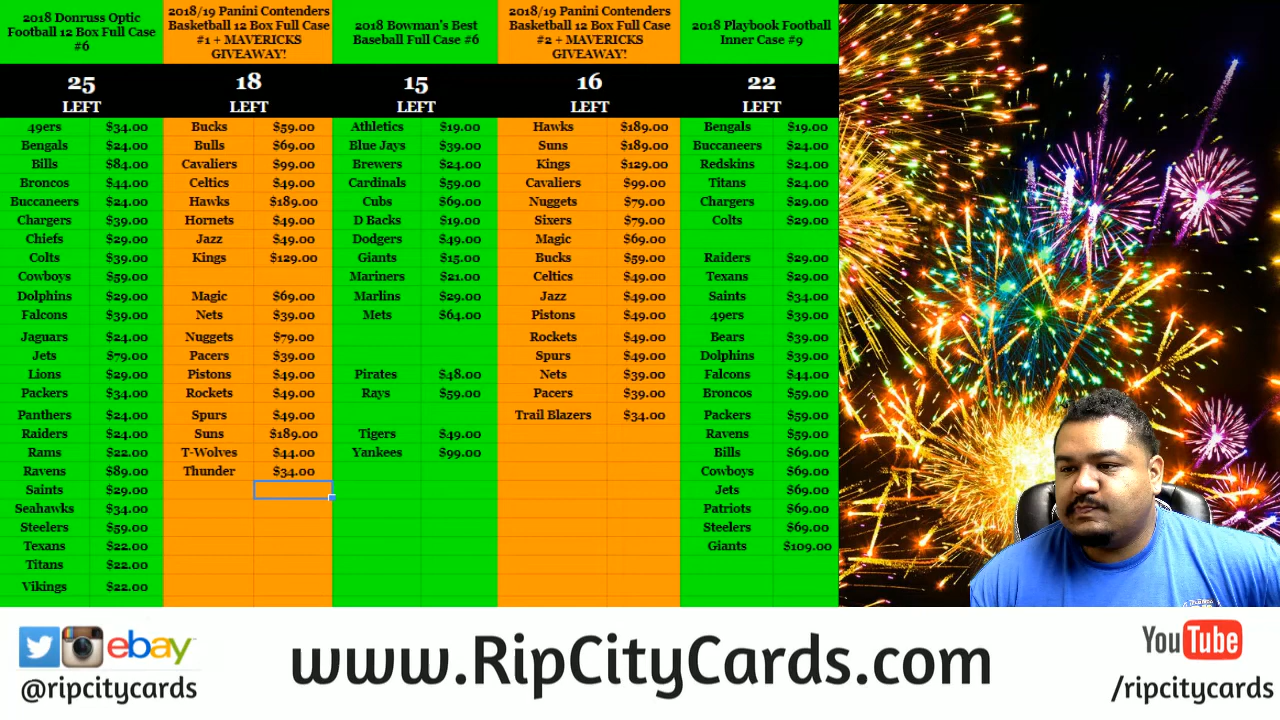 2018 Donruss Optic
Football 12 Box Full Case
#6
25
LEFT
49ers $34.00
Bengals $24.00
Bills $84.00
Broncos $44.00
Buccaneers $24.00
Chargers $39.00
Chiefs $29.00
Colts $39.00
Cowboys $59.00
Dolphins $29.00
Falcons $39.00
Jaguars $24.00
Jets $79.00
Lions $29.00
Packers $34.00
Panthers $24.00
Raiders $24.00
Rams $22.00
Ravens $89.00
Saints $29.00
Seahawks $34.00
Steelers $59.00
Texans $22.00
Titans $22.00
Vikings $22.00
2018/19 Panini Contenders
Basketball 12 Box Full Case
#1 + MAVERICKS
GIVEAWAY!
18
LEFT
Bucks $59.00
Bulls $69.00
Cavaliers $99.00
Celtics $49.00
Hawks $189.00
Hornets $49.00
Jazz $49.00
Kings $129.00
Magic $69.00
Nets $39.00
Nuggets $79.00
Pacers $39.00
Pistons $49.00
Rockets $49.00
Spurs $49.00
Suns $189.00
T-Wolves $44.00
Thunder $34.00
2018 Bowman's Best
Baseball Full Case #6
15
LEFT
Athletics $19.00
Blue Jays $39.00
Brewers $24.00
Cardinals $59.00
Cubs $69.00
D Backs $19.00
Dodgers $49.00
Giants $15.00
Mariners $21.00
Marlins $29.00
Mets $64.00
Pirates $48.00
Rays $59.00
Tigers $49.00
Yankees $99.00
2018/19 Panini Contenders
Basketball 12 Box Full Case
#2 + MAVERICKS
GIVEAWAY!
16
LEFT
Hawks $189.00
Suns $189.00
Kings $129.00
Cavaliers $99.00
Nuggets $79.00
Sixers $79.00
Magic $69.00
Bucks $59.00
Celtics $49.00
Jazz $49.00
Pistons $49.00
Rockets $49.00
Spurs $49.00
Nets $39.00
Pacers $39.00
Trail Blazers $34.00
2018 Playbook Football
Inner Case #9
22
LEFT
Bengals $19.00
Buccaneers $24.00
Redskins $24.00
Titans $24.00
Chargers $29.00
Colts $29.00
Raiders $29.00
Texans $29.00
Saints $34.00
49ers $39.00
Bears $39.00
Dolphins $39.00
Falcons $44.00
Broncos $59.00
Packers $59.00
Ravens $59.00
Bills $69.00
Cowboys $69.00
Jets $69.00
Patriots $69.00
Steelers $69.00
Giants $109.00
ebay
@ripcitycards
www.RipCityCards.com
YouTube
/ripcitycards